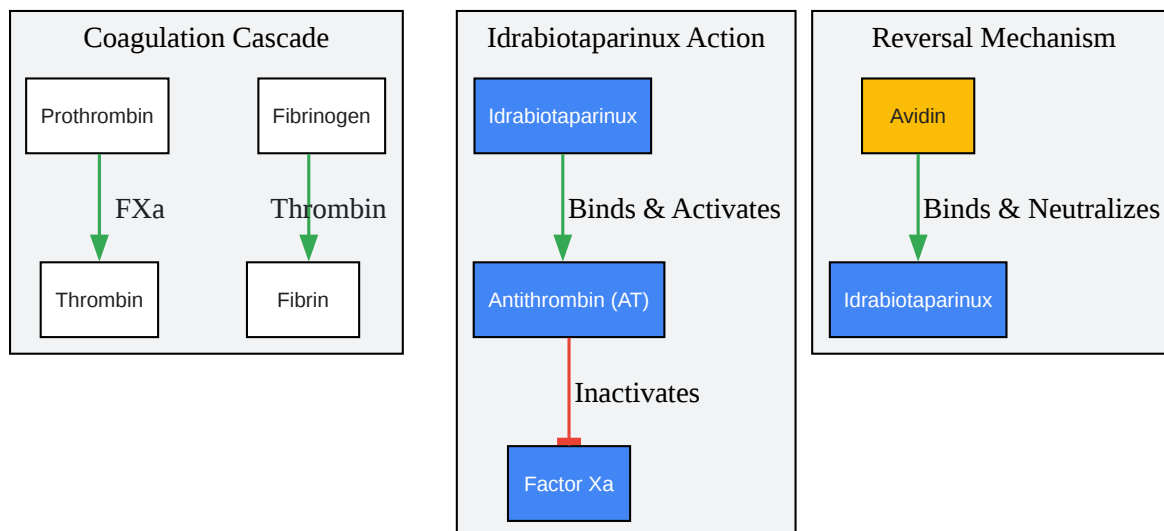 Coagulation Cascade
Prothrombin
Fibrinogen
FXa
Thrombin
Thrombin
Fibrin
Idrabiotaparinux Action
Idrabiotaparinux
Binds & Activates
Antithrombin (AT)
Inactivates
Factor Xa
Reversal Mechanism
Avidin
Binds & Neutralizes
Idrabiotaparinux